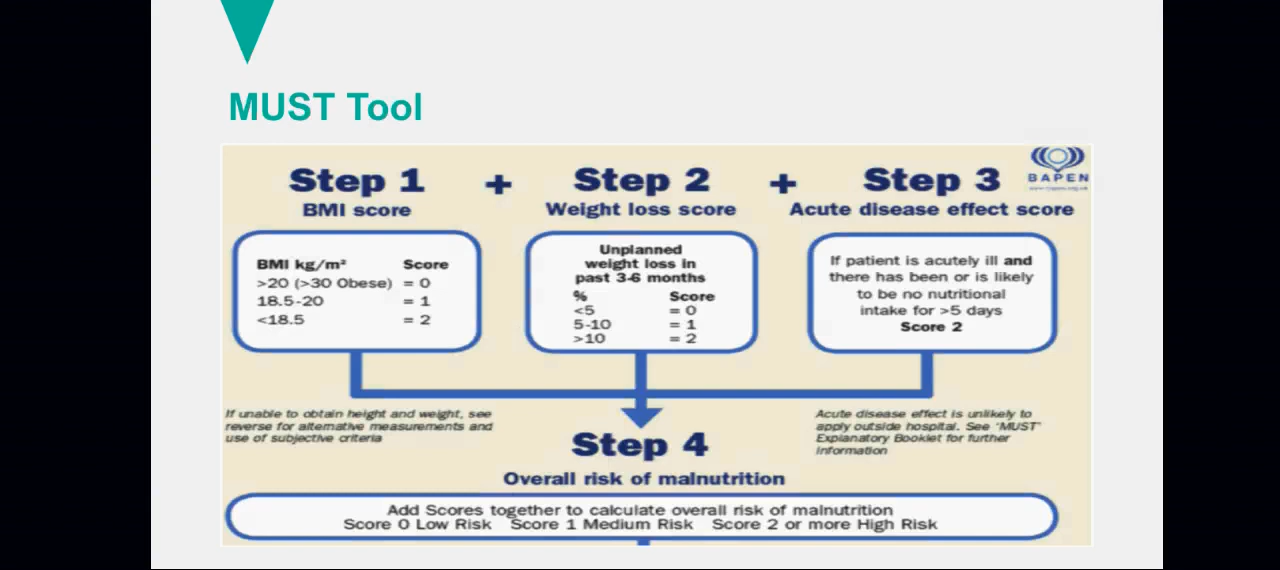 MUST Tool
Step 1 + Step 2 + Step 3
BAPEN
www.bapen.org.uk
BMI score
Weight loss score
Acute disease effect score
BMI kg/m² Score
>20 (>30 Obese) = 0
18.5-20 = 1
<18.5 = 2
Unplanned
weight loss in
past 3-6 months
% Score
<5 = 0
5-10 = 1
>10 = 2
If patient is acutely ill and
there has been or is likely
to be no nutritional
intake for >5 days
Score 2
If unable to obtain height and weight, see
reverse for alternative measurements and
use of subjective criteria
Acute disease effect is unlikely to
apply outside hospital. See ‘MUST’
Explanatory Booklet for further
information
Step 4
Overall risk of malnutrition
Add Scores together to calculate overall risk of malnutrition
Score 0 Low Risk Score 1 Medium Risk Score 2 or more High Risk